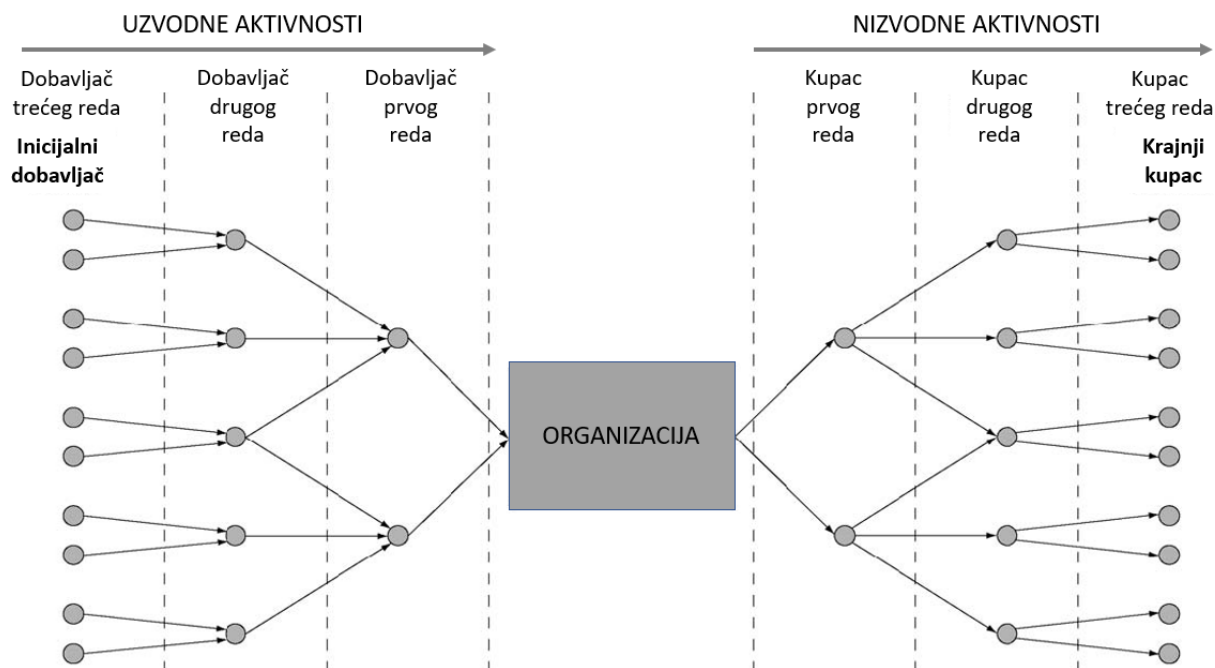 UZVODNE AKTIVNOSTI
NIZVODNE AKTIVNOSTI
Dobavljač
trećeg reda
Inicijalni
dobavljač
Dobavljač
drugog
reda
Dobavljač
prvog
reda
Kupac
prvog
reda
Kupac
drugog
reda
Kupac
trećeg reda
Krajnji
kupac
ORGANIZACIJA